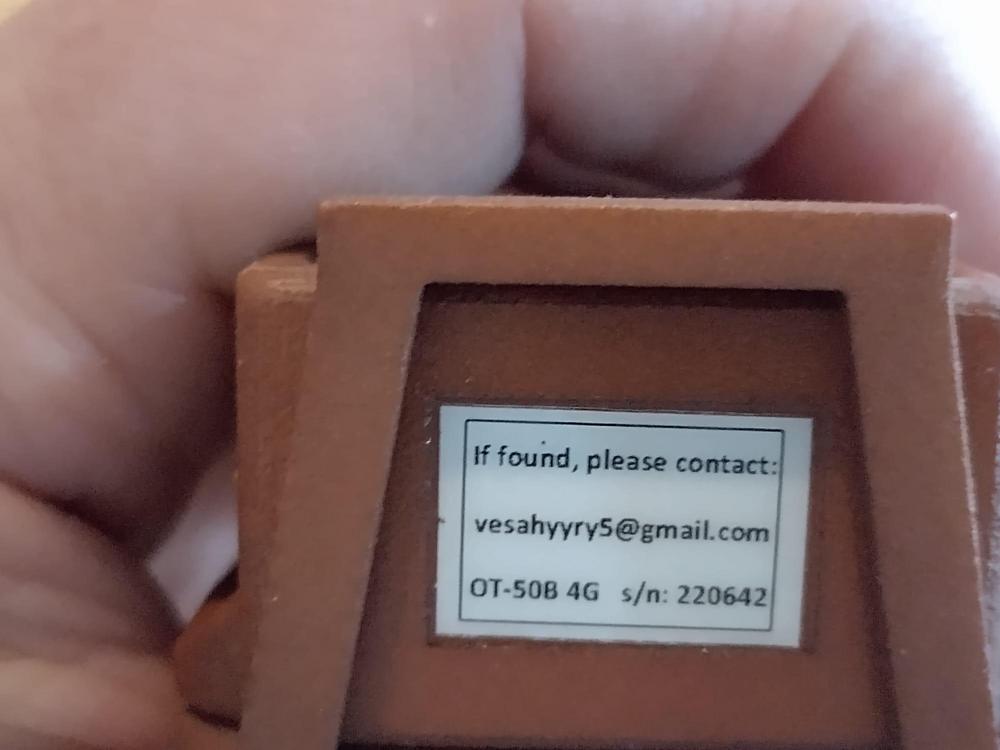 If found, please contact:
vesahyyry5@gmail.com
OT-50B 4G s/n: 220642